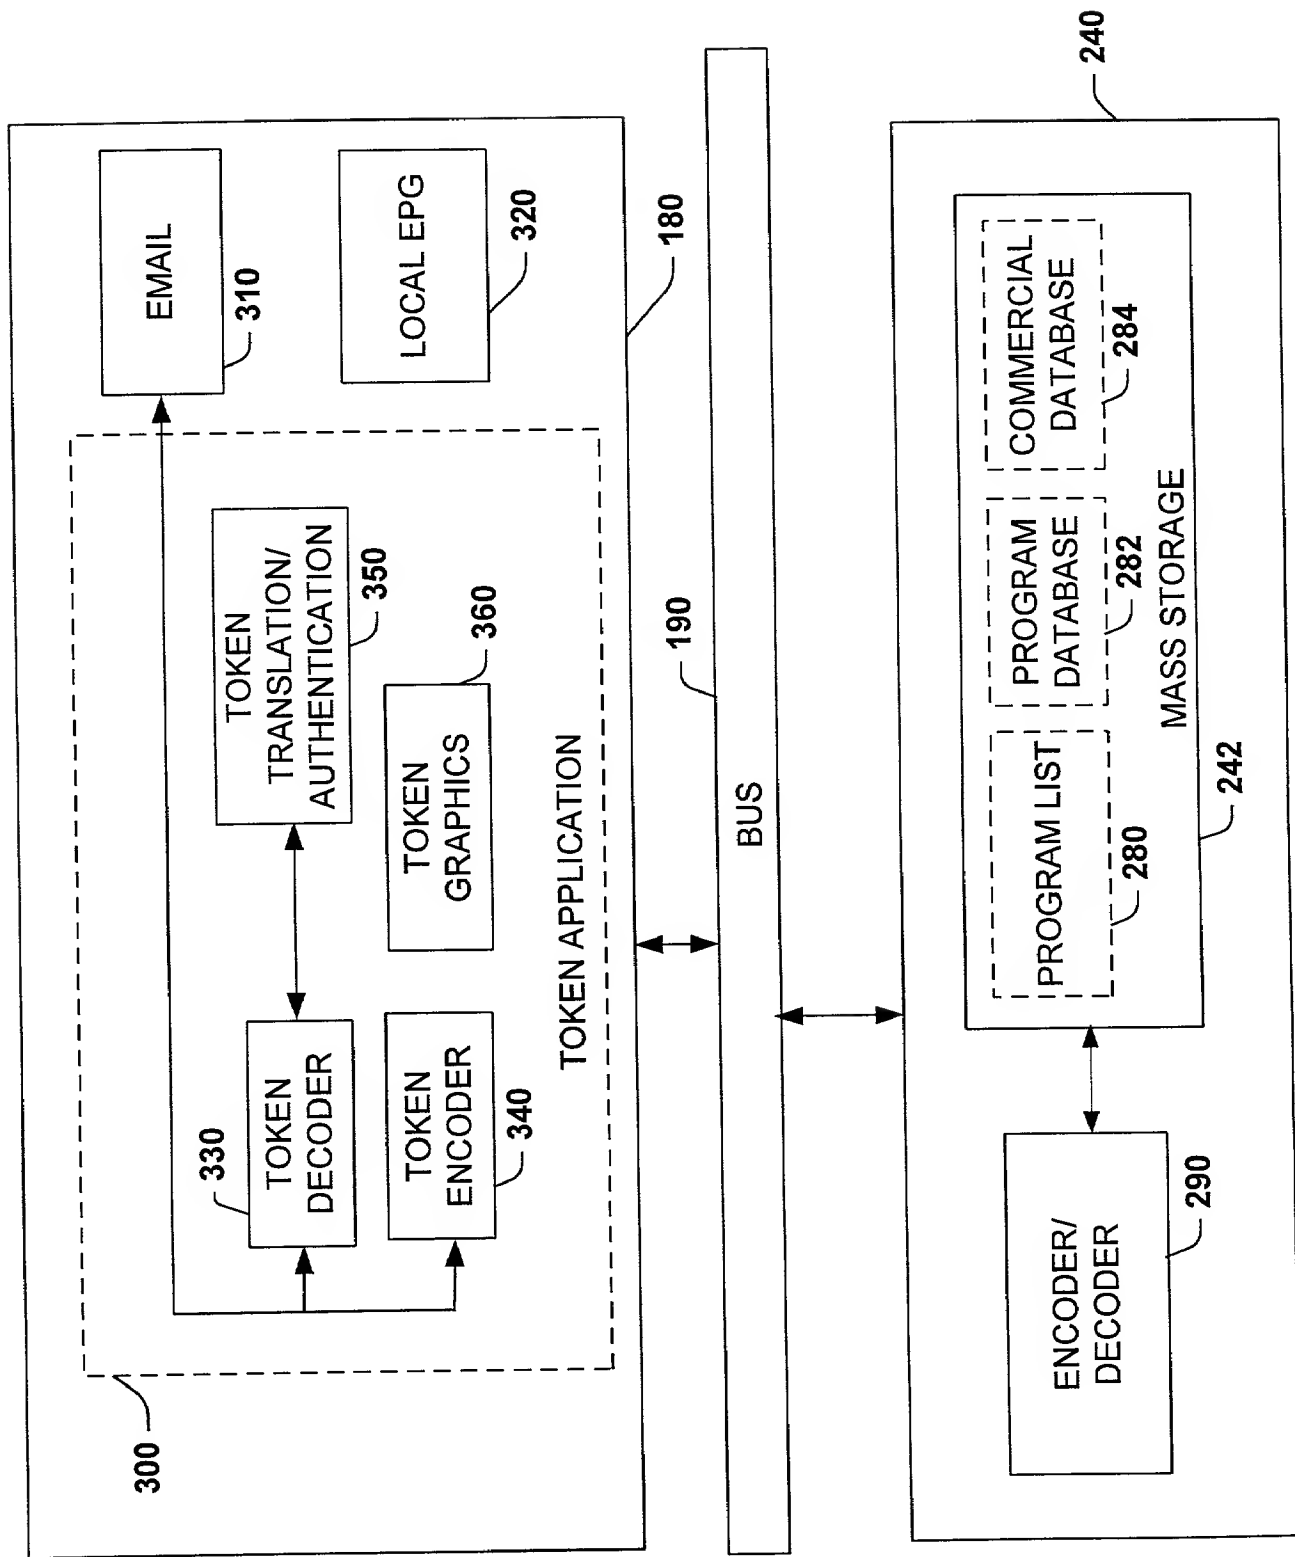 300
330
TOKEN
DECODER
TOKEN
ENCODER
340
TOKEN
TRANSLATION/
AUTHENTICATION
350
TOKEN
GRAPHICS
360
TOKEN APPLICATION
EMAIL
310
LOCAL EPG
320
180
BUS
190
ENCODER/
DECODER
290
PROGRAM LIST
280
PROGRAM
DATABASE
282
COMMERCIAL
DATABASE
284
MASS STORAGE
242
240